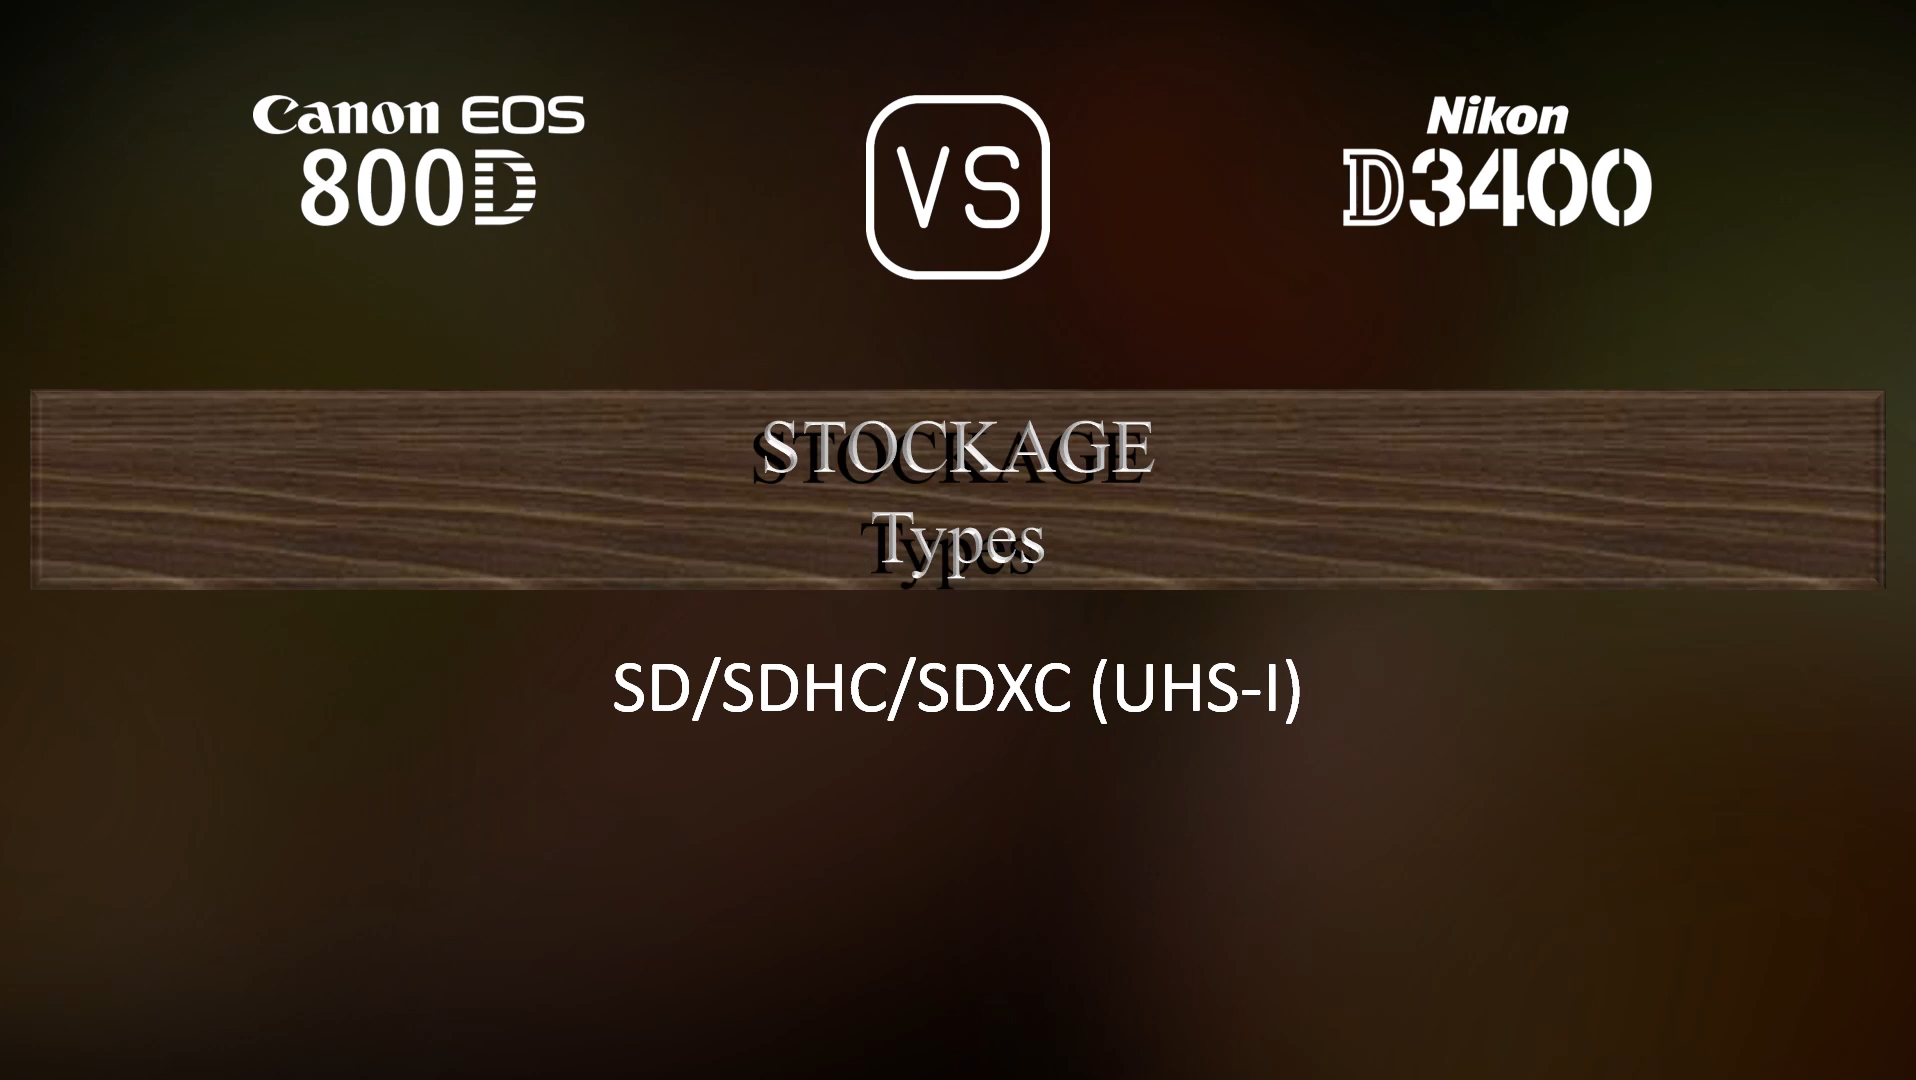 Canon EOS
800D
VS
Nikon
D3400
STOCKAGE
Types
SD/SDHC/SDXC (UHS-I)